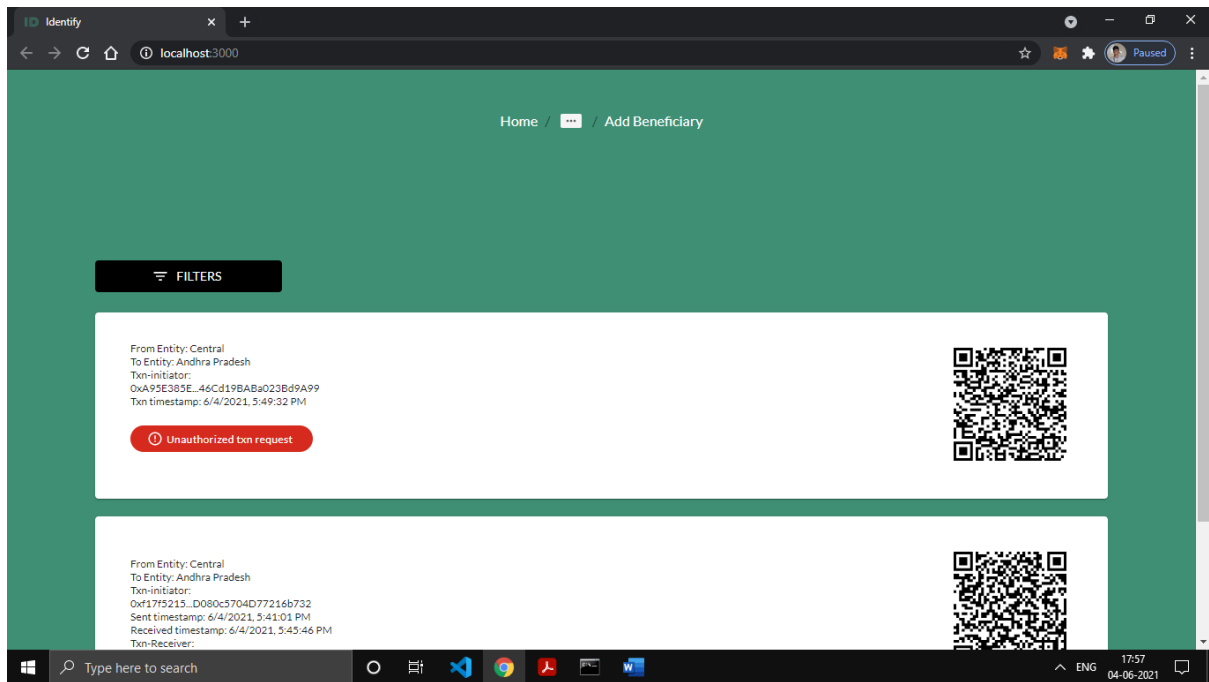 ID Identify
localhost:3000
Paused
Home / ... / Add Beneficiary
FILTERS
From Entity: Central
To Entity: Andhra Pradesh
Txn-initiator:
0xA95E385E...46Cd19BABa023Bd9A99
Txn timestamp: 6/4/2021, 5:49:32 PM
Unauthorized txn request
From Entity: Central
To Entity: Andhra Pradesh
Txn-initiator:
0xf17f5215...D080c5704D77216b732
Sent timestamp: 6/4/2021, 5:41:01 PM
Received timestamp: 6/4/2021, 5:45:46 PM
Txn-Receiver:
Type here to search
ENG
17:57
04-06-2021